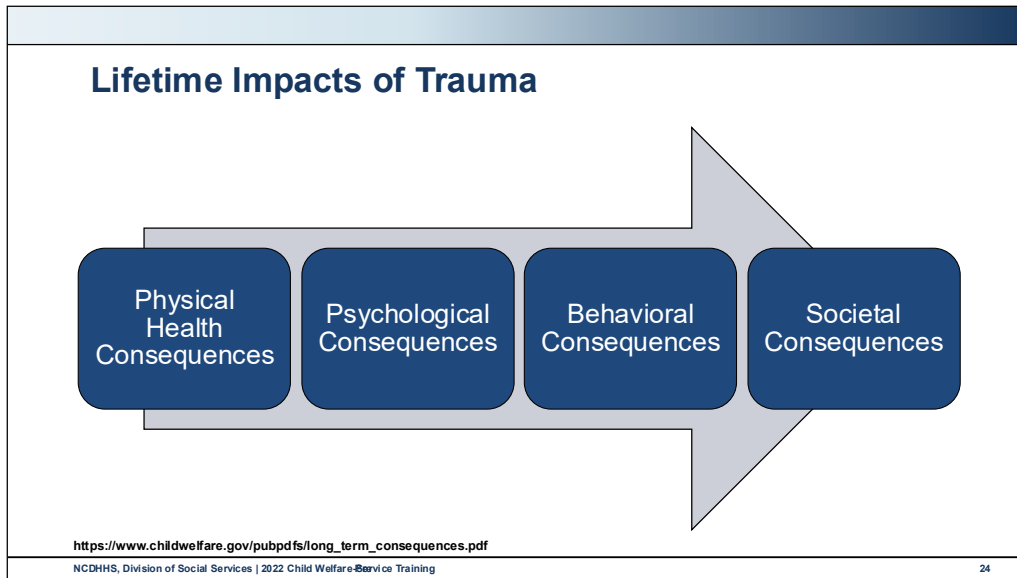 Lifetime Impacts of Trauma
Physical
Health
Consequences
Psychological
Consequences
Behavioral
Consequences
Societal
Consequences
https://www.childwelfare.gov/pubpdfs/long_term_consequences.pdf
NCDHHS, Division of Social Services | 2022 Child Welfare Service Training
24